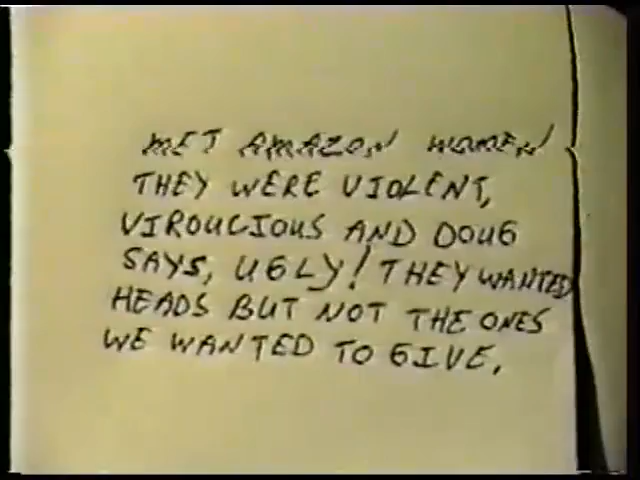 MET AMAZON WOMEN
THEY WERE VIOLENT,
VIROUCIOUS AND DOUG
SAYS, UGLY! THEY WANTED
HEADS BUT NOT THE ONES
WE WANTED TO GIVE.